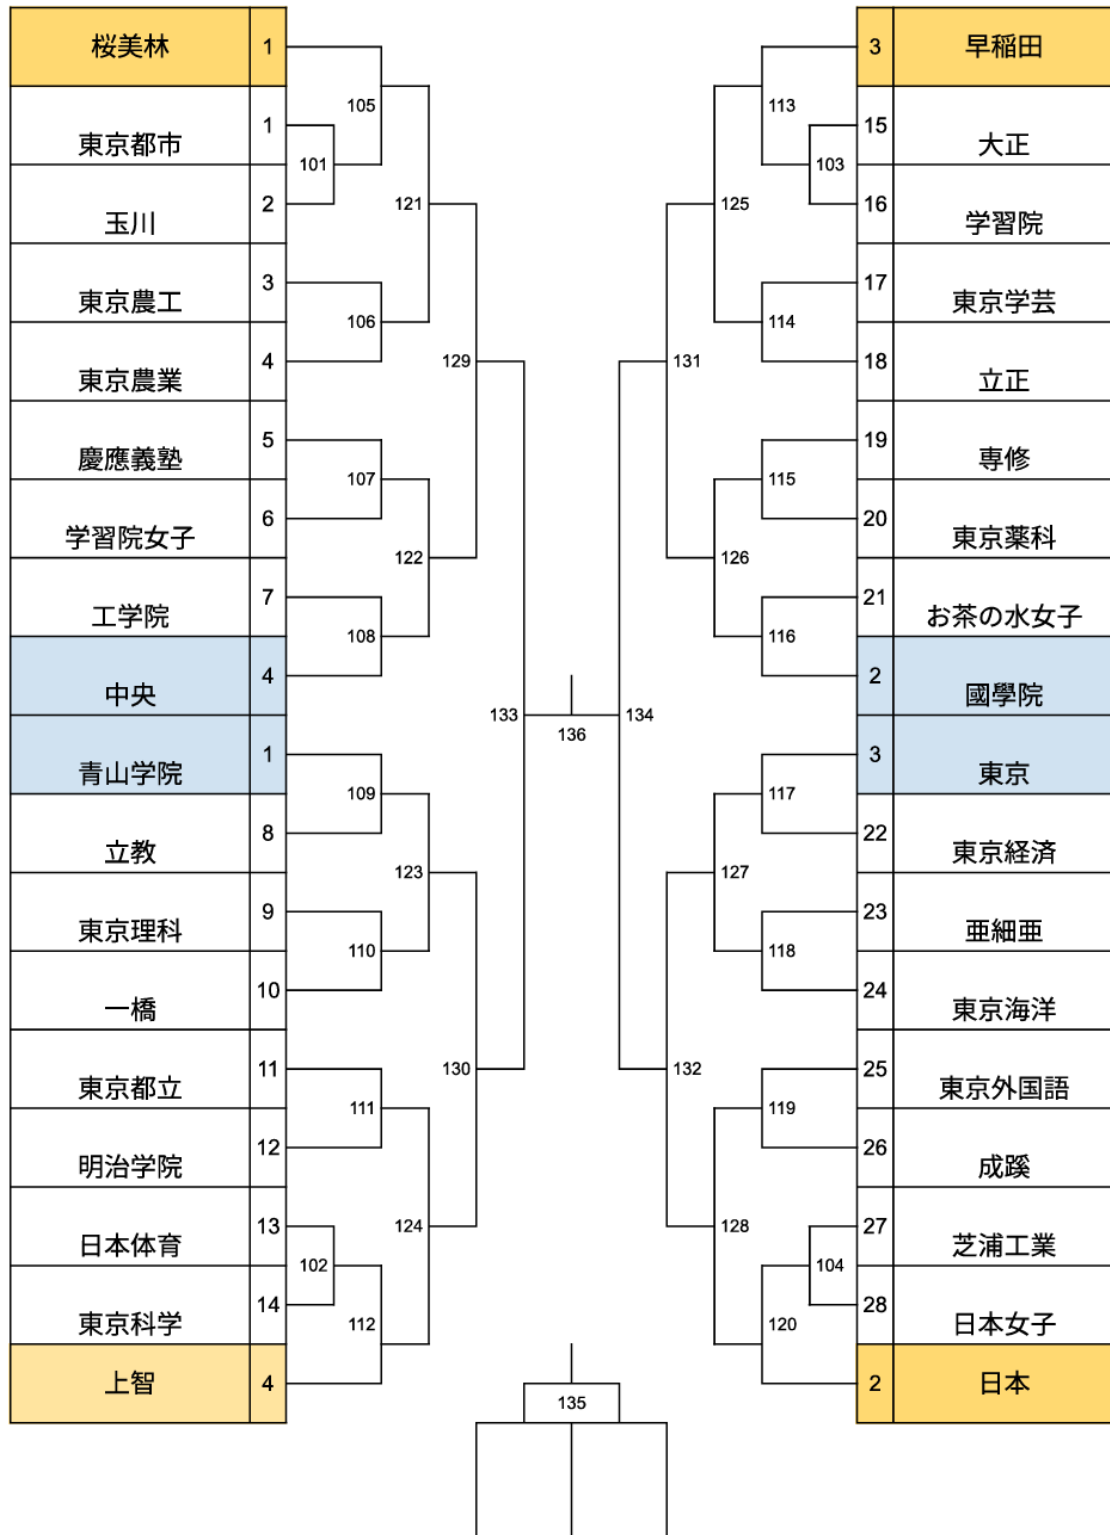 桜美林 1
東京都市 1
玉川 2
東京農工 3
東京農業 4
慶應義塾 5
学習院女子 6
工学院 7
中央 4
青山学院 1
立教 8
東京理科 9
一橋 10
東京都立 11
明治学院 12
日本体育 13
東京科学 14
上智 4
101
102
105
106
107
108
109
110
111
112
121
122
123
124
129
130
133
136
134
131
132
125
126
127
128
113
114
115
116
117
118
119
120
103
104
3 早稲田
15 大正
16 学習院
17 東京学芸
18 立正
19 専修
20 東京薬科
21 お茶の水女子
2 國學院
3 東京
22 東京経済
23 亜細亜
24 東京海洋
25 東京外国語
26 成蹊
27 芝浦工業
28 日本女子
2 日本
135